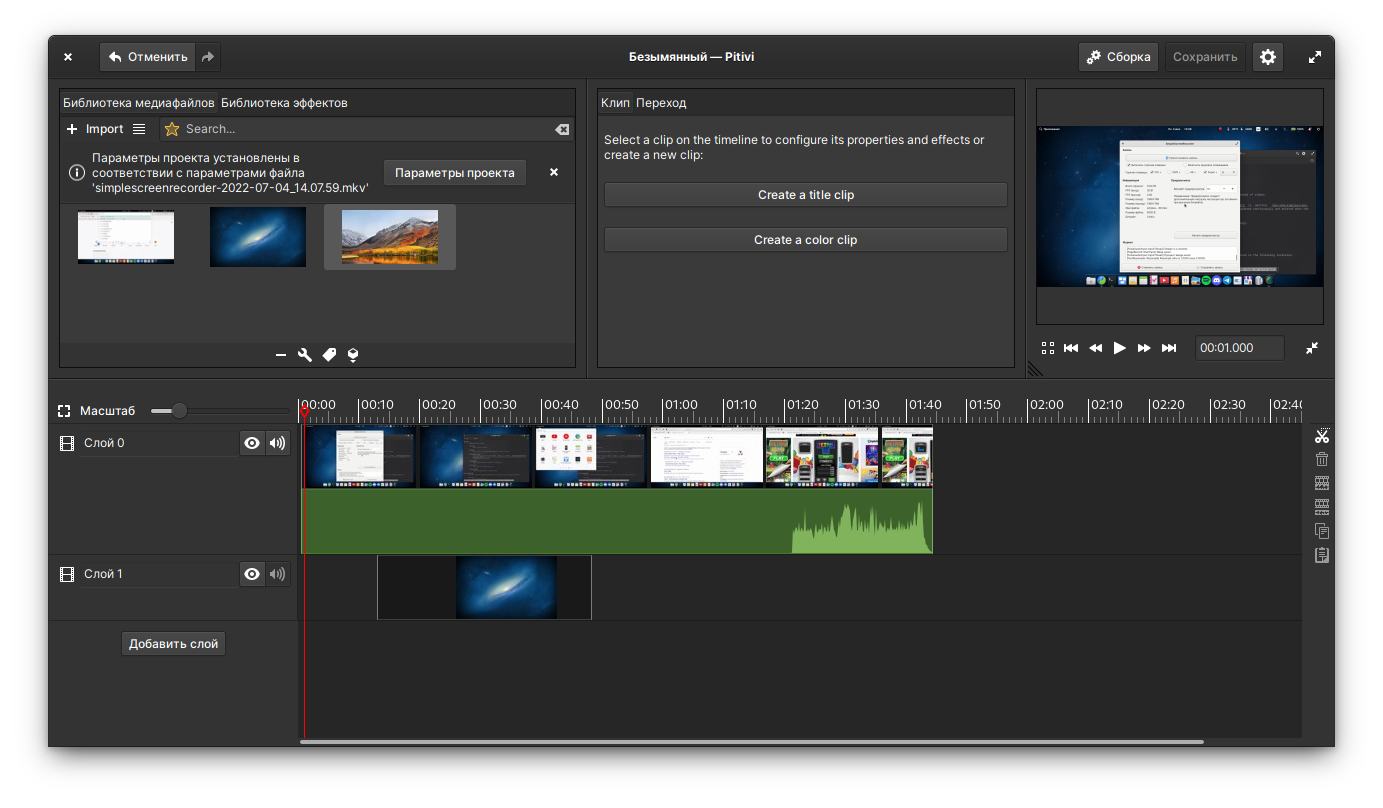 Отменить
Безымянный — Pitivi
Сборка
Сохранить
Библиотека медиафайлов Библиотека эффектов
Import
Search...
Параметры проекта установлены в
соответствии с параметрами файла
'simplescreenrecorder-2022-07-04_14.07.59.mkv'
Параметры проекта
Клип Переход
Select a clip on the timeline to configure its properties and effects or
create a new clip:
Create a title clip
Create a color clip
00:01.000
Масштаб
00:00 00:10 00:20 00:30 00:40 00:50 01:00 01:10 01:20 01:30 01:40 01:50 02:00 02:10 02:20 02:30
Слой 0
Слой 1
Добавить слой